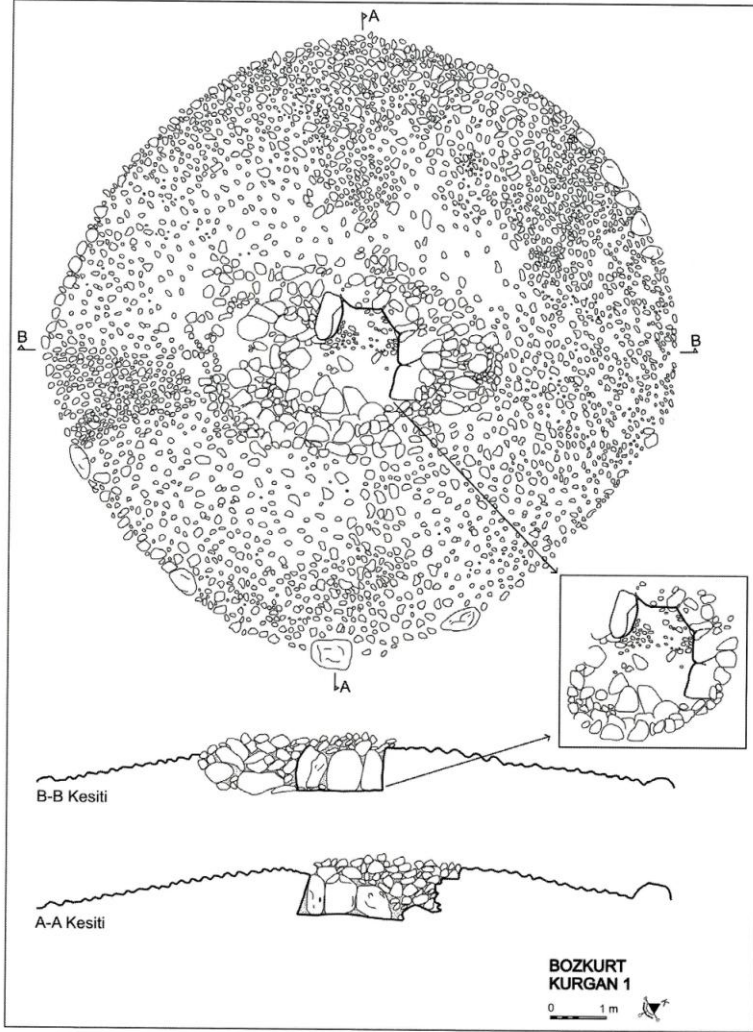 A
B
B
A
B-B Kesiti
A-A Kesiti
BOZKURT
KURGAN 1
0 1 m